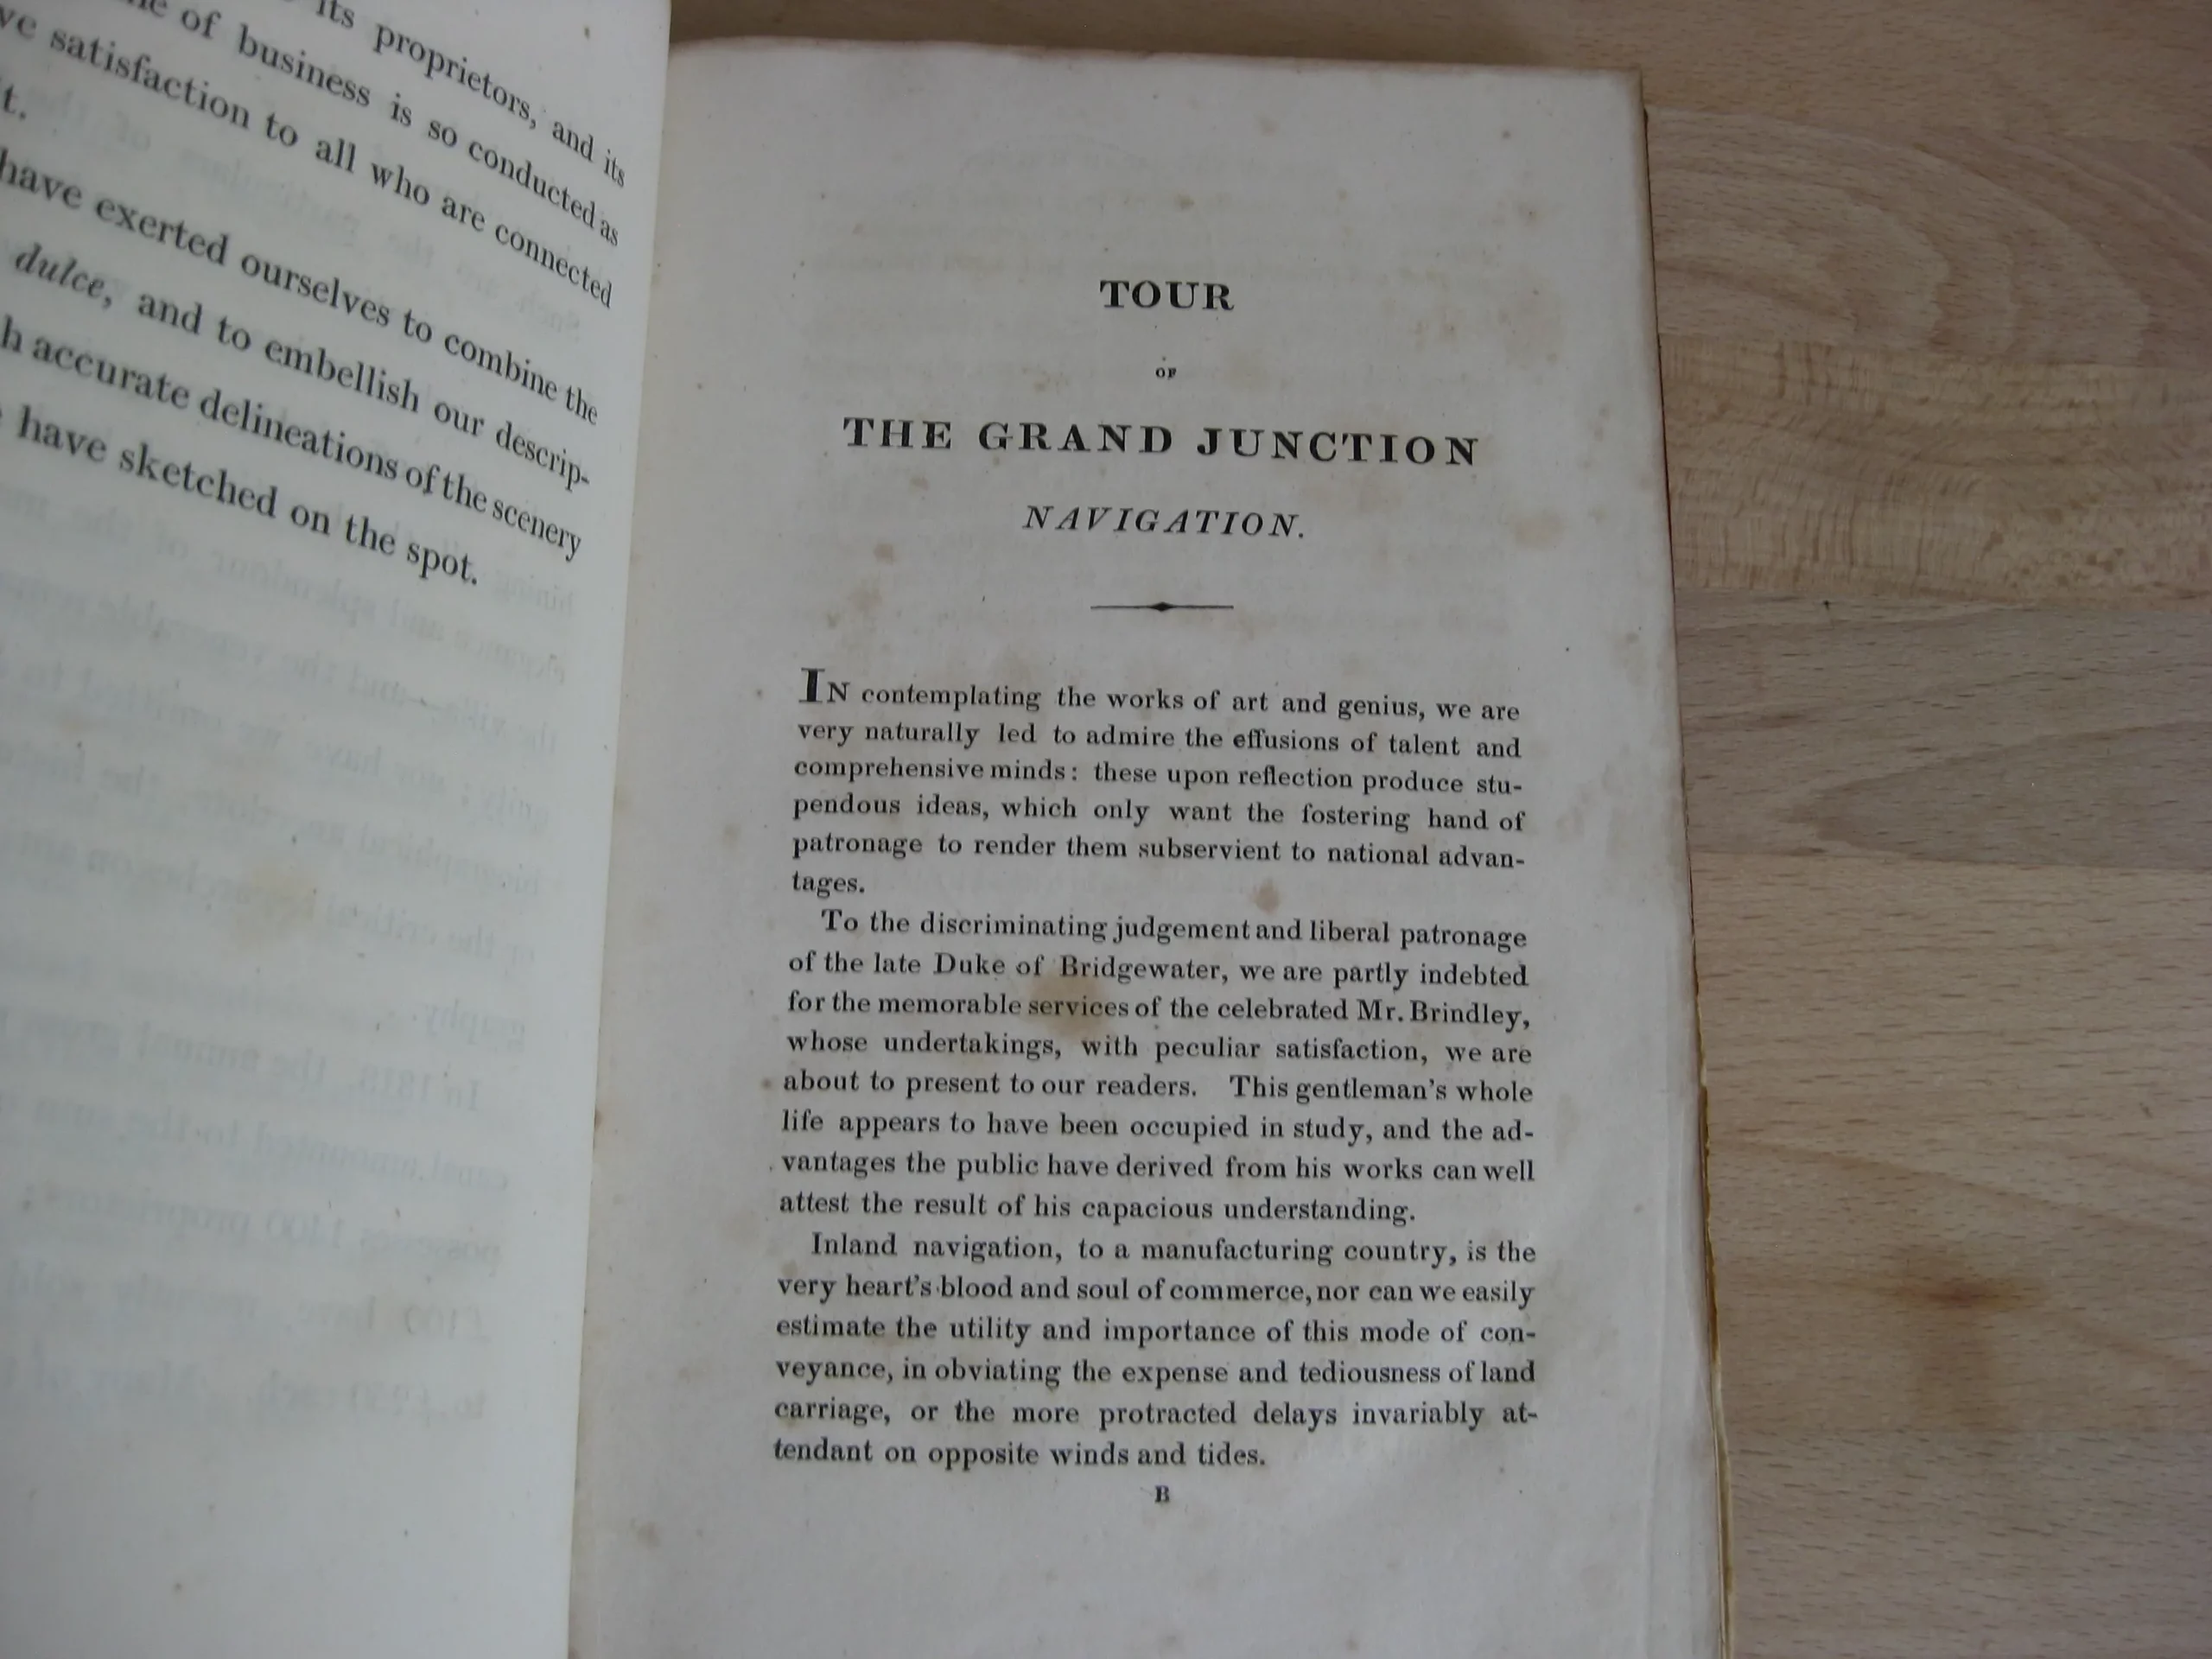 its proprietors, and its
of business is so conducted as
satisfaction to all who are connected
have exerted ourselves to combine the
dulce, and to embellish our descrip-
accurate delineations of the scenery
have sketched on the spot.
TOUR
OF
THE GRAND JUNCTION
NAVIGATION.
IN contemplating the works of art and genius, we are
very naturally led to admire the effusions of talent and
comprehensive minds: these upon reflection produce stu-
pendous ideas, which only want the fostering hand of
patronage to render them subservient to national advan-
tages.
To the discriminating judgement and liberal patronage
of the late Duke of Bridgewater, we are partly indebted
for the memorable services of the celebrated Mr. Brindley,
whose undertakings, with peculiar satisfaction, we are
about to present to our readers. This gentleman's whole
life appears to have been occupied in study, and the ad-
vantages the public have derived from his works can well
attest the result of his capacious understanding.
Inland navigation, to a manufacturing country, is the
very heart's blood and soul of commerce, nor can we easily
estimate the utility and importance of this mode of con-
veyance, in obviating the expense and tediousness of land
carriage, or the more protracted delays invariably at-
tendant on opposite winds and tides.
B